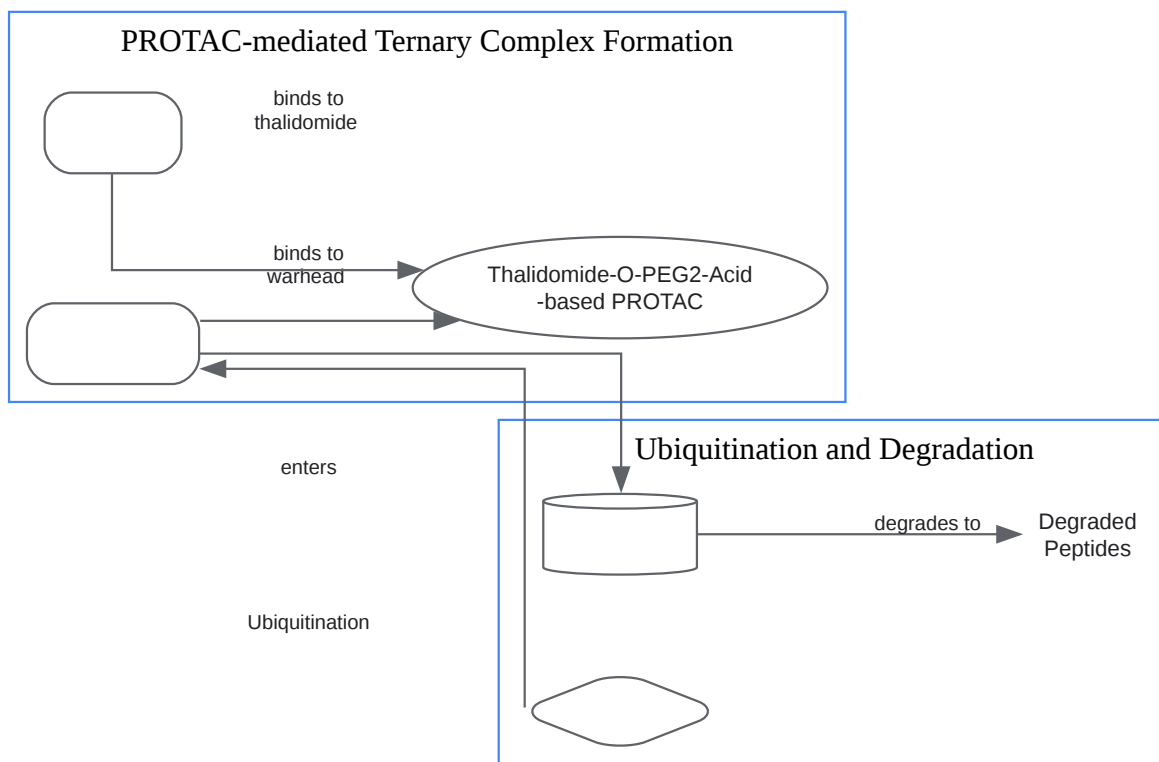 PROTAC-mediated Ternary Complex Formation
binds to
thalidomide
binds to
warhead
Thalidomide-O-PEG2-Acid
-based PROTAC
enters
Ubiquitination and Degradation
degrades to
Degraded
Peptides
Ubiquitination